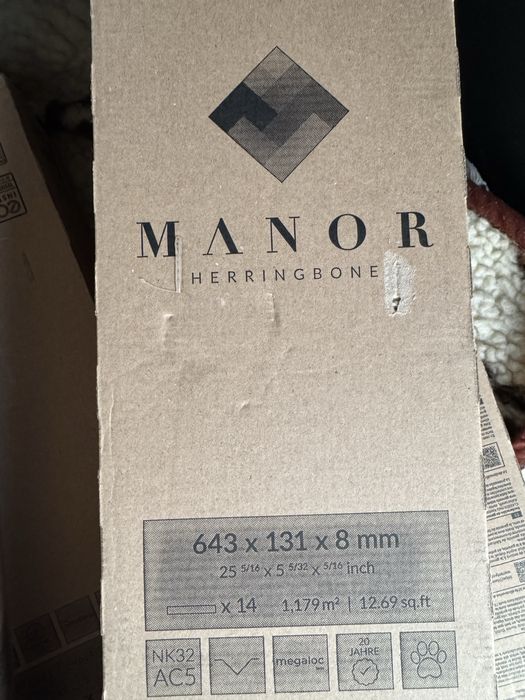 MANOR
HERRINGBONE
643 x 131 x 8 mm
25 5/16 x 5 5/32 x 5/16 inch
x 14 1,179 m² | 12.69 sq.ft
NK32
AC5
megaloc
20
JAHRE